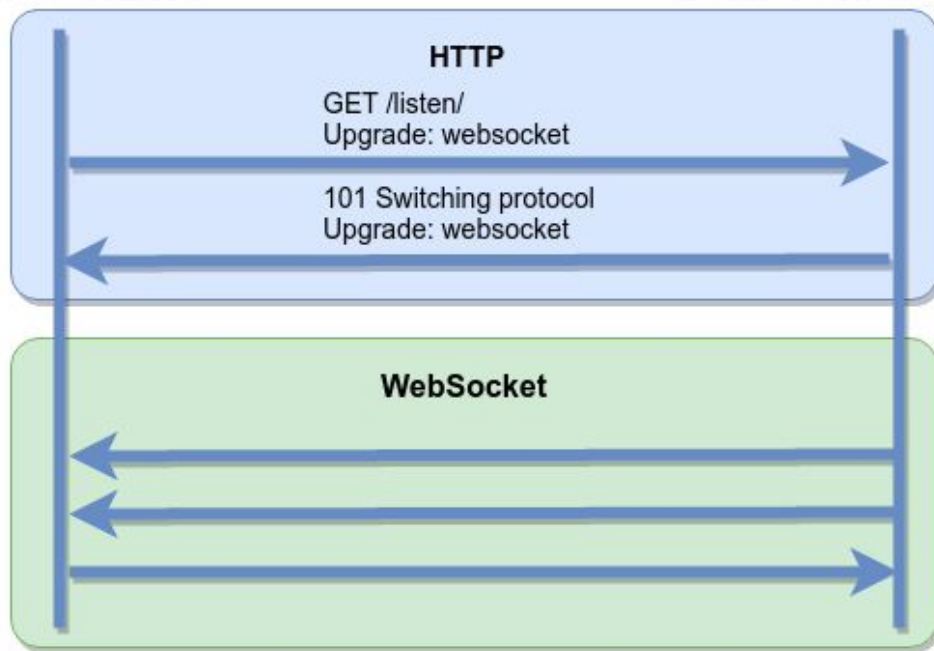 HTTP
GET /listen/
Upgrade: websocket
101 Switching protocol
Upgrade: websocket
WebSocket